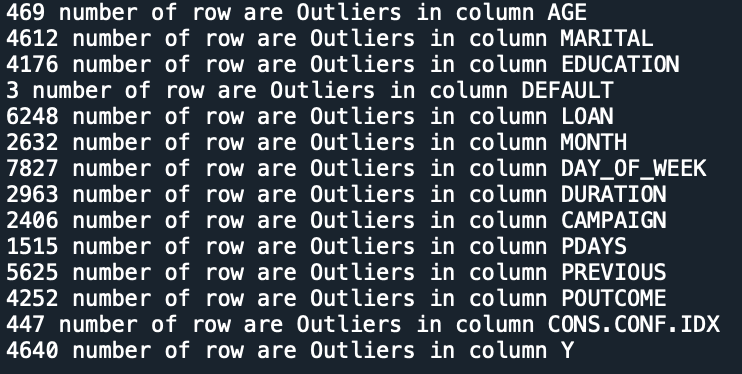 469 number of row are Outliers in column AGE
4612 number of row are Outliers in column MARITAL
4176 number of row are Outliers in column EDUCATION
3 number of row are Outliers in column DEFAULT
6248 number of row are Outliers in column LOAN
2632 number of row are Outliers in column MONTH
7827 number of row are Outliers in column DAY_OF_WEEK
2963 number of row are Outliers in column DURATION
2406 number of row are Outliers in column CAMPAIGN
1515 number of row are Outliers in column PDAYS
5625 number of row are Outliers in column PREVIOUS
4252 number of row are Outliers in column POUTCOME
447 number of row are Outliers in column CONS.CONF.IDX
4640 number of row are Outliers in column Y